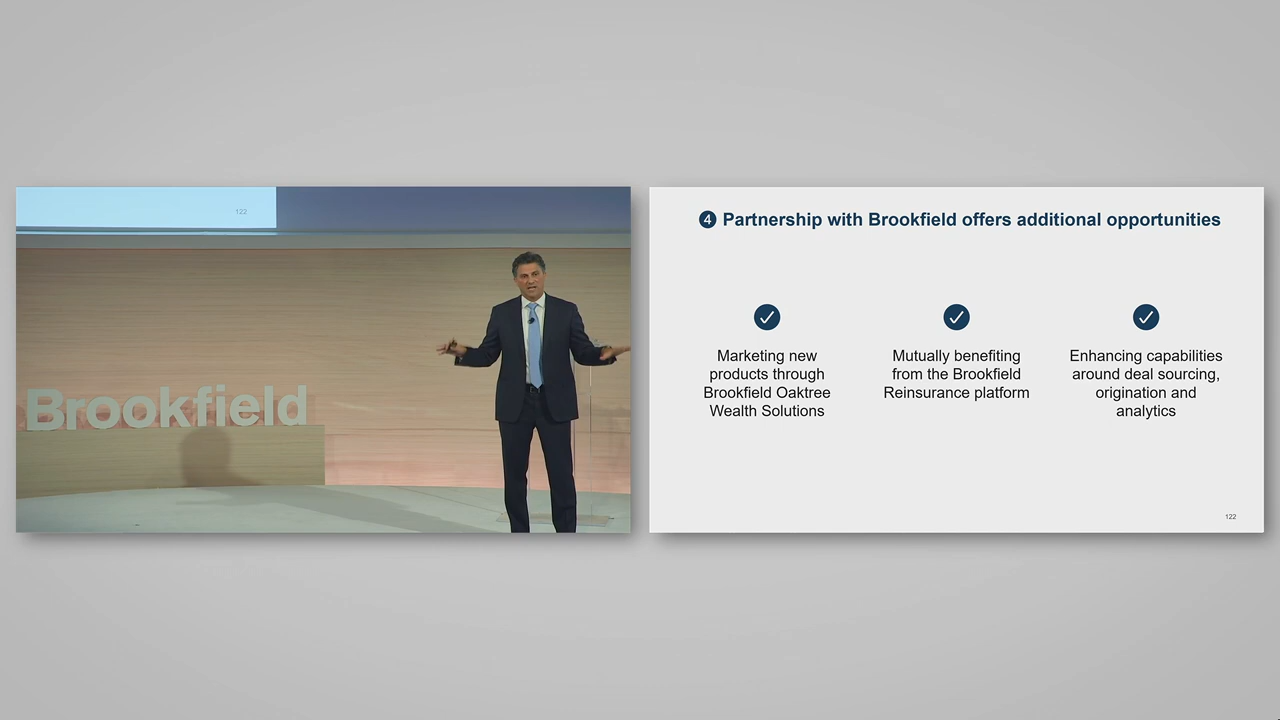 122
Brookfield
4 Partnership with Brookfield offers additional opportunities
Marketing new
products through
Brookfield Oaktree
Wealth Solutions
Mutually benefiting
from the Brookfield
Reinsurance platform
Enhancing capabilities
around deal sourcing,
origination and
analytics
122